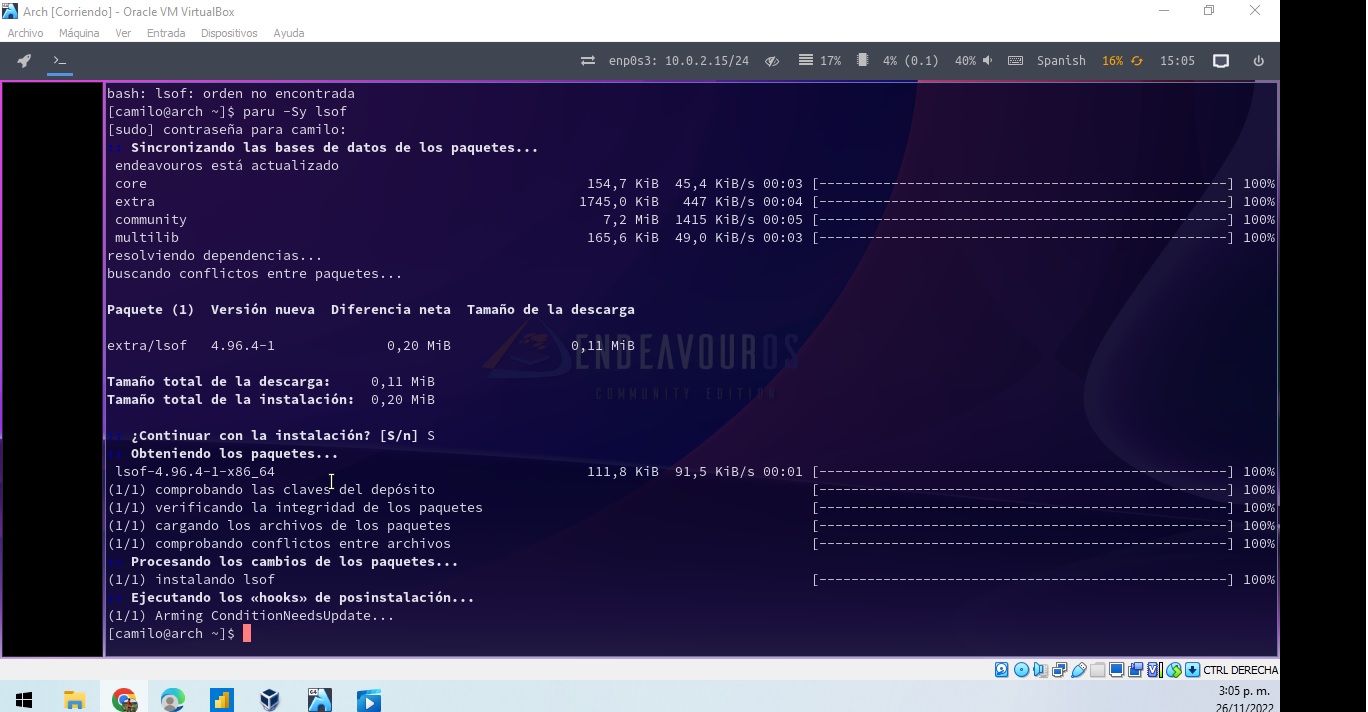 Arch [Corriendo] - Oracle VM VirtualBox
Archivo Máquina Ver Entrada Dispositivos Ayuda
>_ enp0s3: 10.0.2.15/24 17% 4% (0.1) 40% Spanish 16% 15:05
bash: lsof: orden no encontrada
[camilo@arch ~]$ paru -Sy lsof
[sudo] contraseña para camilo:
:: Sincronizando las bases de datos de los paquetes...
endeavouros está actualizado
core 154,7 KiB 45,4 KiB/s 00:03 [----------------------------------------------------] 100%
extra 1745,0 KiB 447 KiB/s 00:04 [----------------------------------------------------] 100%
community 7,2 MiB 1415 KiB/s 00:05 [----------------------------------------------------] 100%
multilib 165,6 KiB 49,0 KiB/s 00:03 [----------------------------------------------------] 100%
resolviendo dependencias...
buscando conflictos entre paquetes...
Paquete (1) Versión nueva Diferencia neta Tamaño de la descarga
extra/lsof 4.96.4-1 0,20 MiB 0,11 MiB
ENDEAVOUROS
COMMUNITY EDITION
Tamaño total de la descarga: 0,11 MiB
Tamaño total de la instalación: 0,20 MiB
:: ¿Continuar con la instalación? [S/n] S
:: Obteniendo los paquetes...
lsof-4.96.4-1-x86_64 111,8 KiB 91,5 KiB/s 00:01 [----------------------------------------------------] 100%
(1/1) comprobando las claves del depósito [----------------------------------------------------] 100%
(1/1) verificando la integridad de los paquetes [----------------------------------------------------] 100%
(1/1) cargando los archivos de los paquetes [----------------------------------------------------] 100%
(1/1) comprobando conflictos entre archivos [----------------------------------------------------] 100%
:: Procesando los cambios de los paquetes...
(1/1) instalando lsof [----------------------------------------------------] 100%
:: Ejecutando los «hooks» de posinstalación...
(1/1) Arming ConditionNeedsUpdate...
[camilo@arch ~]$
CTRL DERECHA
3:05 p. m.
26/11/2022